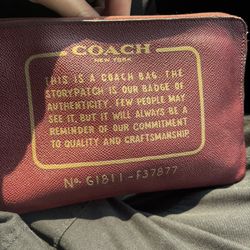 COACH
NEW YORK
THIS IS A COACH BAG. THE
STORYPATCH IS OUR BADGE OF
AUTHENTICITY. FEW PEOPLE MAY
SEE IT, BUT IT WILL ALWAYS BE A
REMINDER OF OUR COMMITMENT
TO QUALITY AND CRAFTSMANSHIP.
No. G1811-F37877